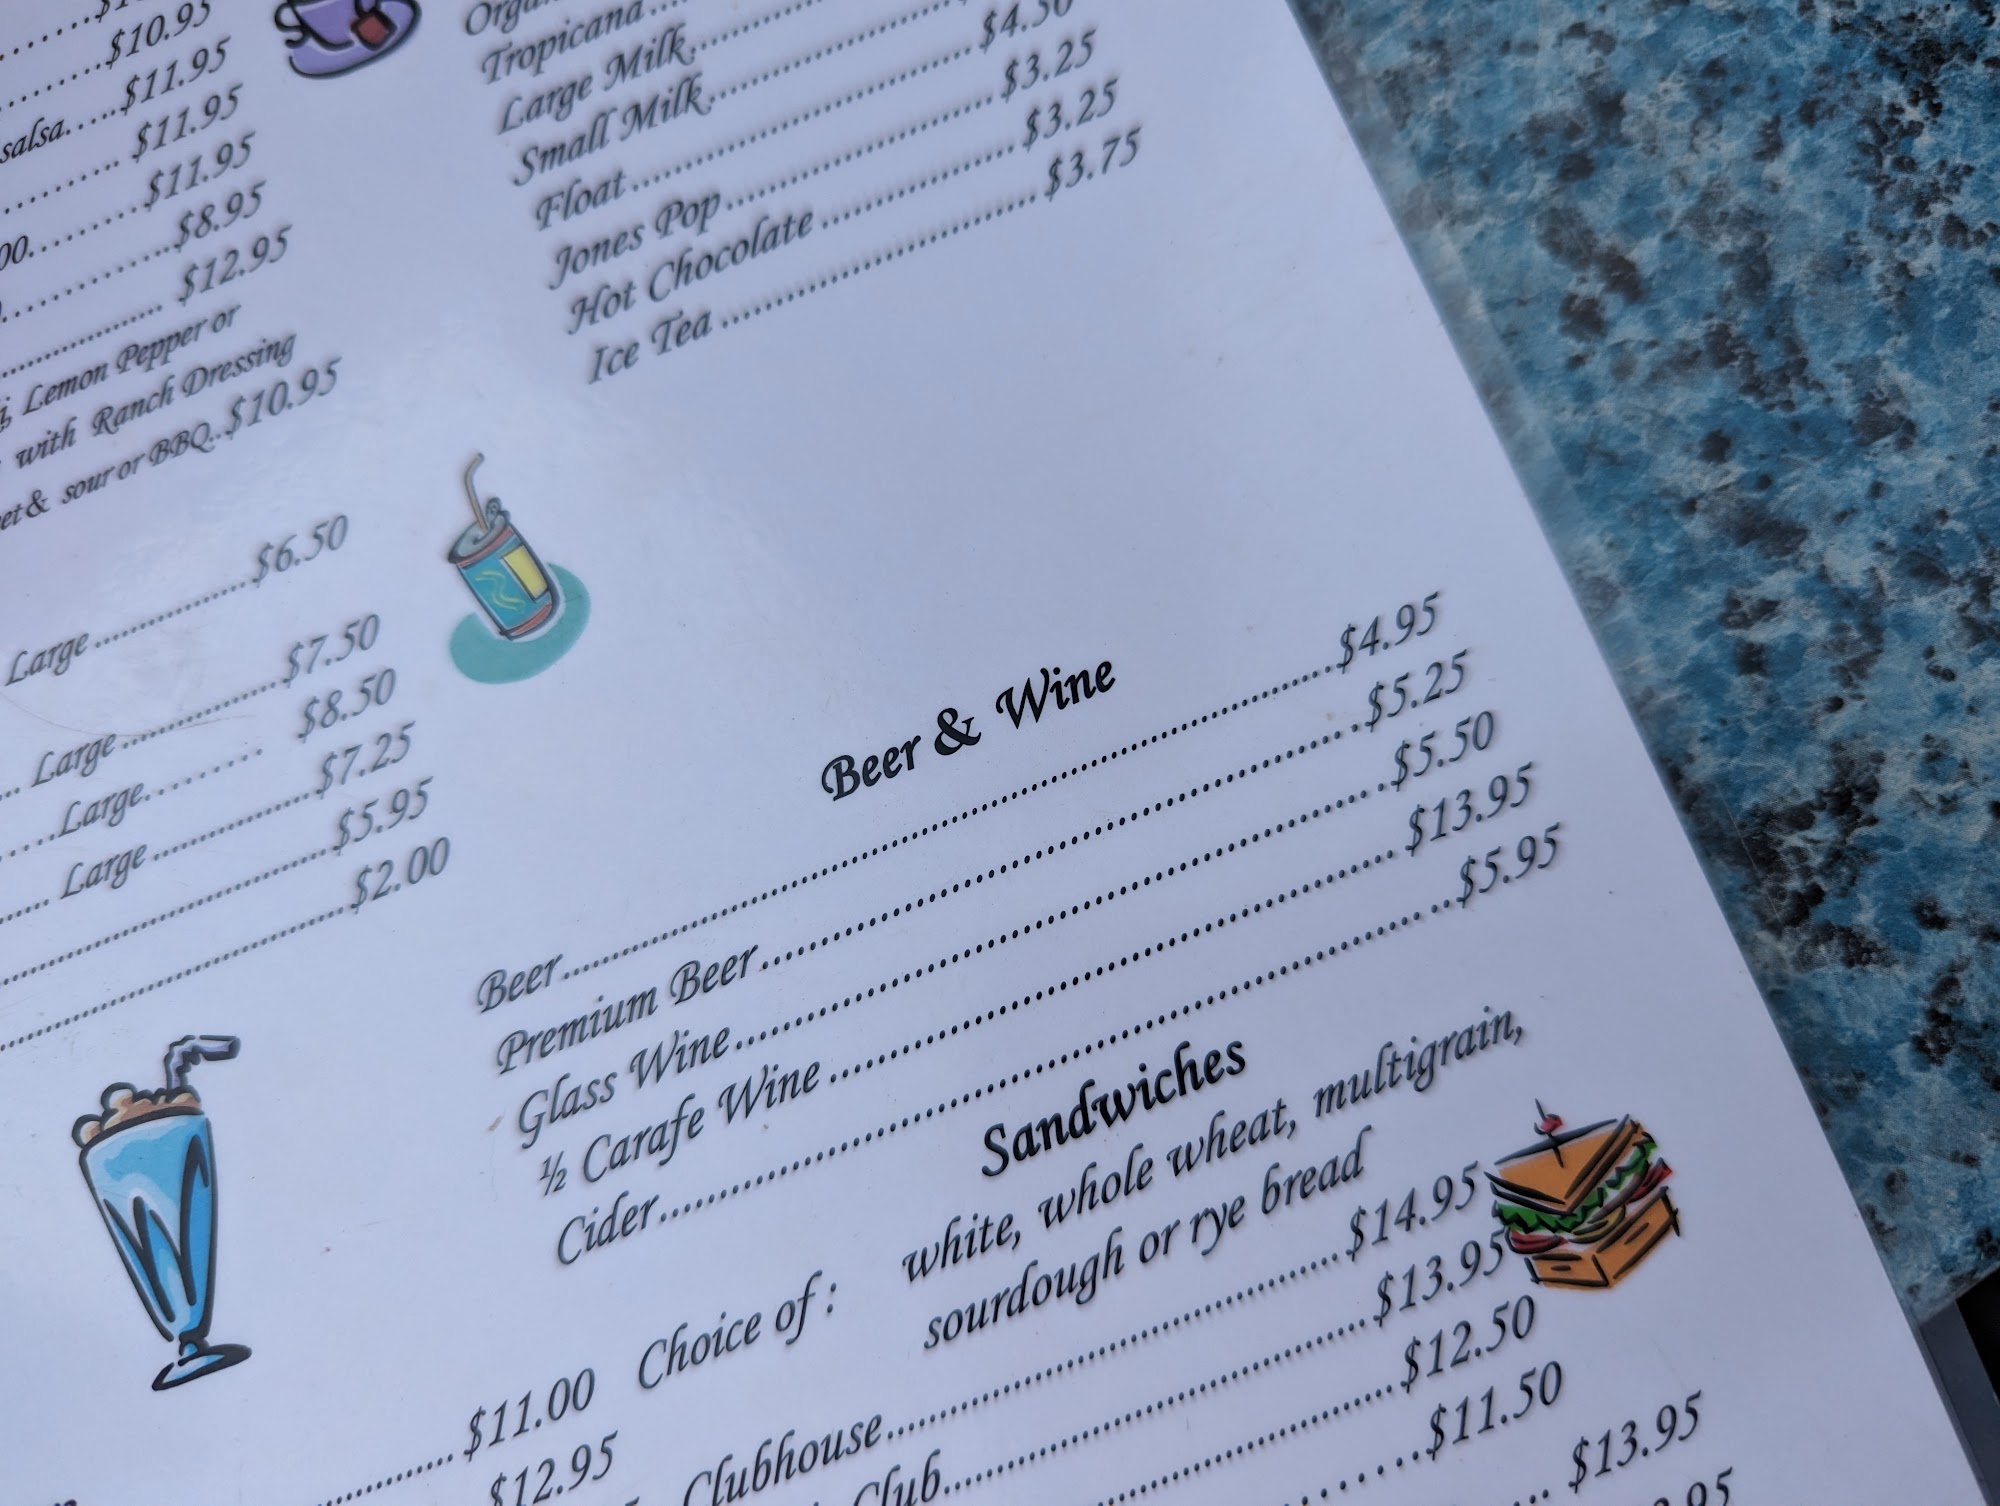 $10.95
salsa.....$11.95
$11.95
00.........$11.95
$8.95
$12.95
Lemon Pepper or
with Ranch Dressing
& sour or BBQ..$10.95
Large..................$6.50
Large..................$7.50
Large......... $8.50
Large..................$7.25
$5.95
$2.00
$11.00
$12.95
Tropicana
Large Milk
Small Milk
Float..................$4.50
Jones Pop..................$3.25
Hot Chocolate..................$3.25
Ice Tea..................$3.75
Beer & Wine
Beer..................$4.95
Premium Beer..................$5.25
Glass Wine..................$5.50
½ Carafe Wine..................$13.95
Cider..................$5.95
Sandwiches
Choice of : white, whole wheat, multigrain,
sourdough or rye bread
Clubhouse..................$14.95
Club..................$13.95
$12.50
$11.50
$13.95